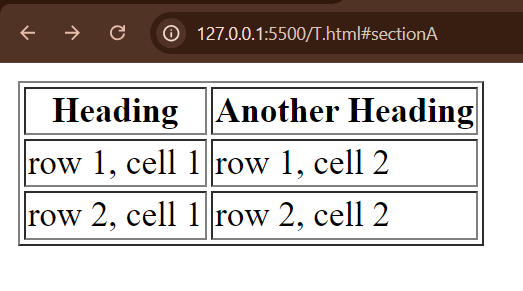 127.0.0.1:5500/T.html#sectionA
Heading Another Heading
row 1, cell 1 row 1, cell 2
row 2, cell 1 row 2, cell 2